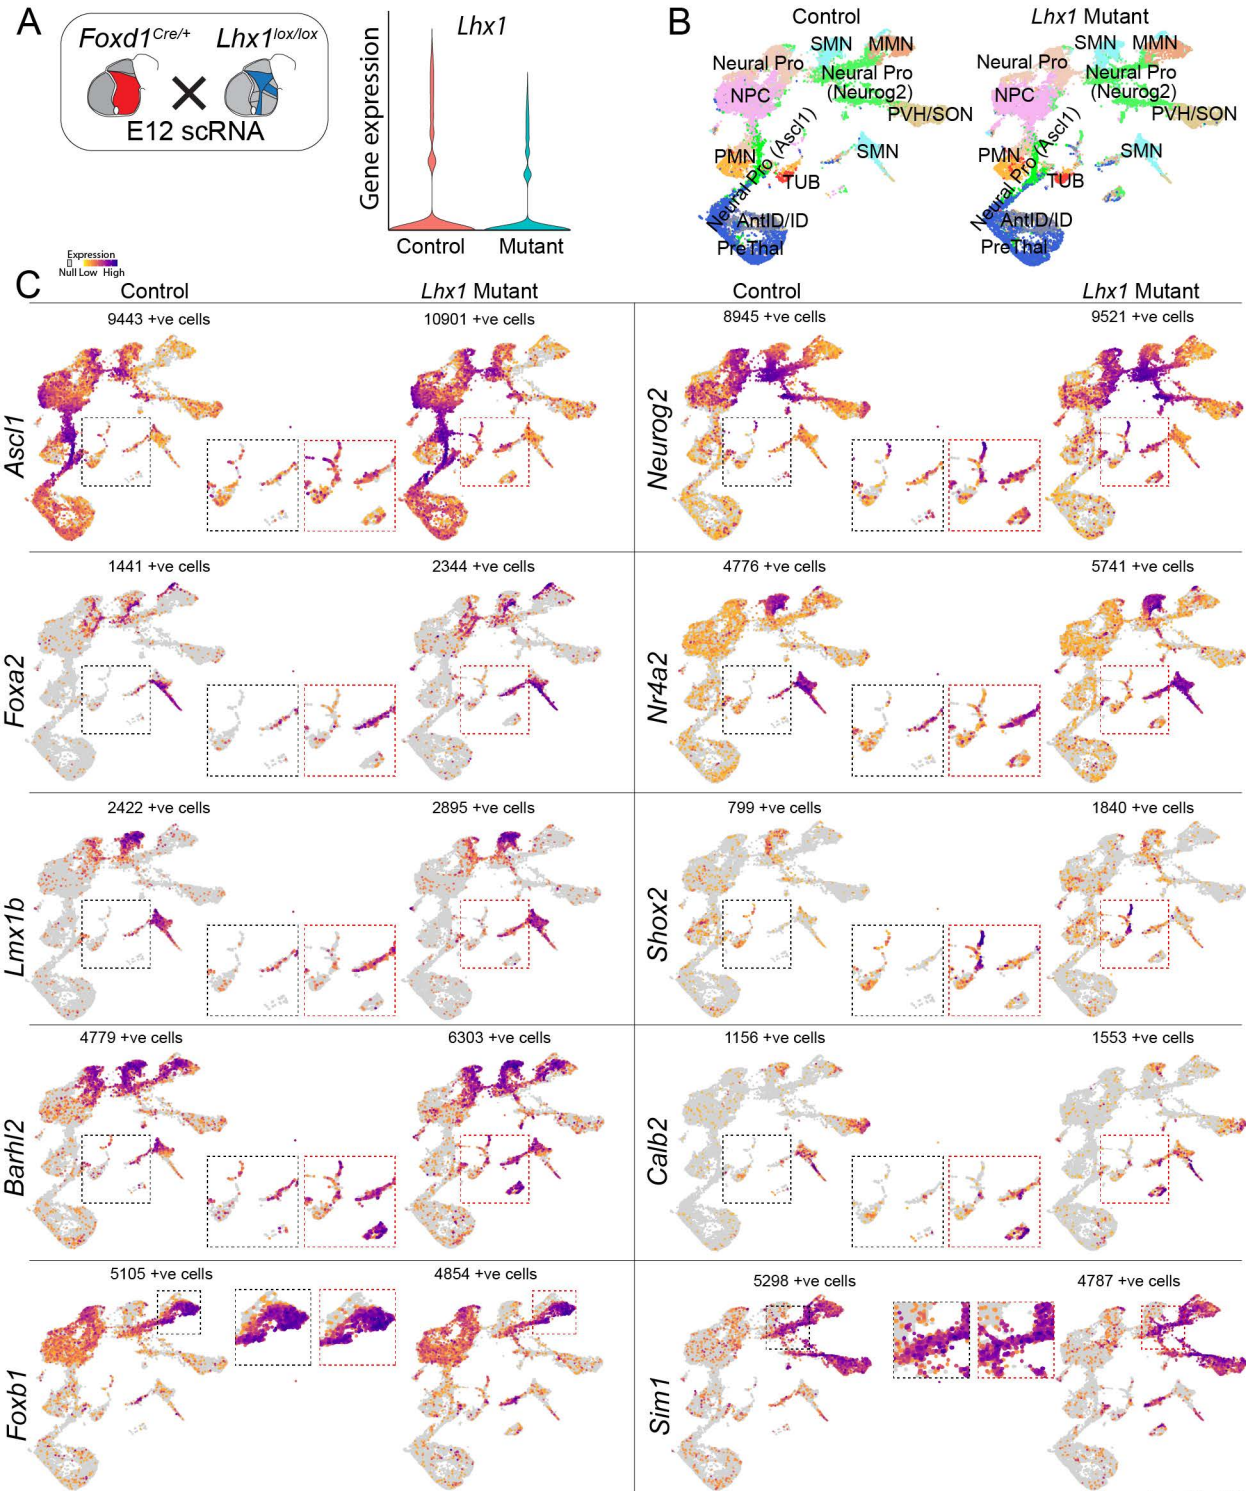 A
Foxd1Cre/+ Lhx1lox/lox
E12 scRNA
Gene expression
Lhx1
Control Mutant
B
Control
SMN MMN
Neural Pro
Neural Pro
(Neurog2)
NPC
PVH/SON
PMN
Neural Pro (Ascl1)
SMN
TUB
AntID/ID
PreThal
Lhx1 Mutant
SMN MMN
Neural Pro
Neural Pro
(Neurog2)
NPC
PVH/SON
PMN
Neural Pro (Ascl1)
SMN
TUB
AntID/ID
PreThal
Expression
Null Low High
C
Control Lhx1 Mutant Control Lhx1 Mutant
Ascl1
9443 +ve cells 10901 +ve cells
Neurog2
8945 +ve cells 9521 +ve cells
Foxa2
1441 +ve cells 2344 +ve cells
Nr4a2
4776 +ve cells 5741 +ve cells
Lmx1b
2422 +ve cells 2895 +ve cells
Shox2
799 +ve cells 1840 +ve cells
Barhl2
4779 +ve cells 6303 +ve cells
Calb2
1156 +ve cells 1553 +ve cells
Foxb1
5105 +ve cells 4854 +ve cells
Sim1
5298 +ve cells 4787 +ve cells